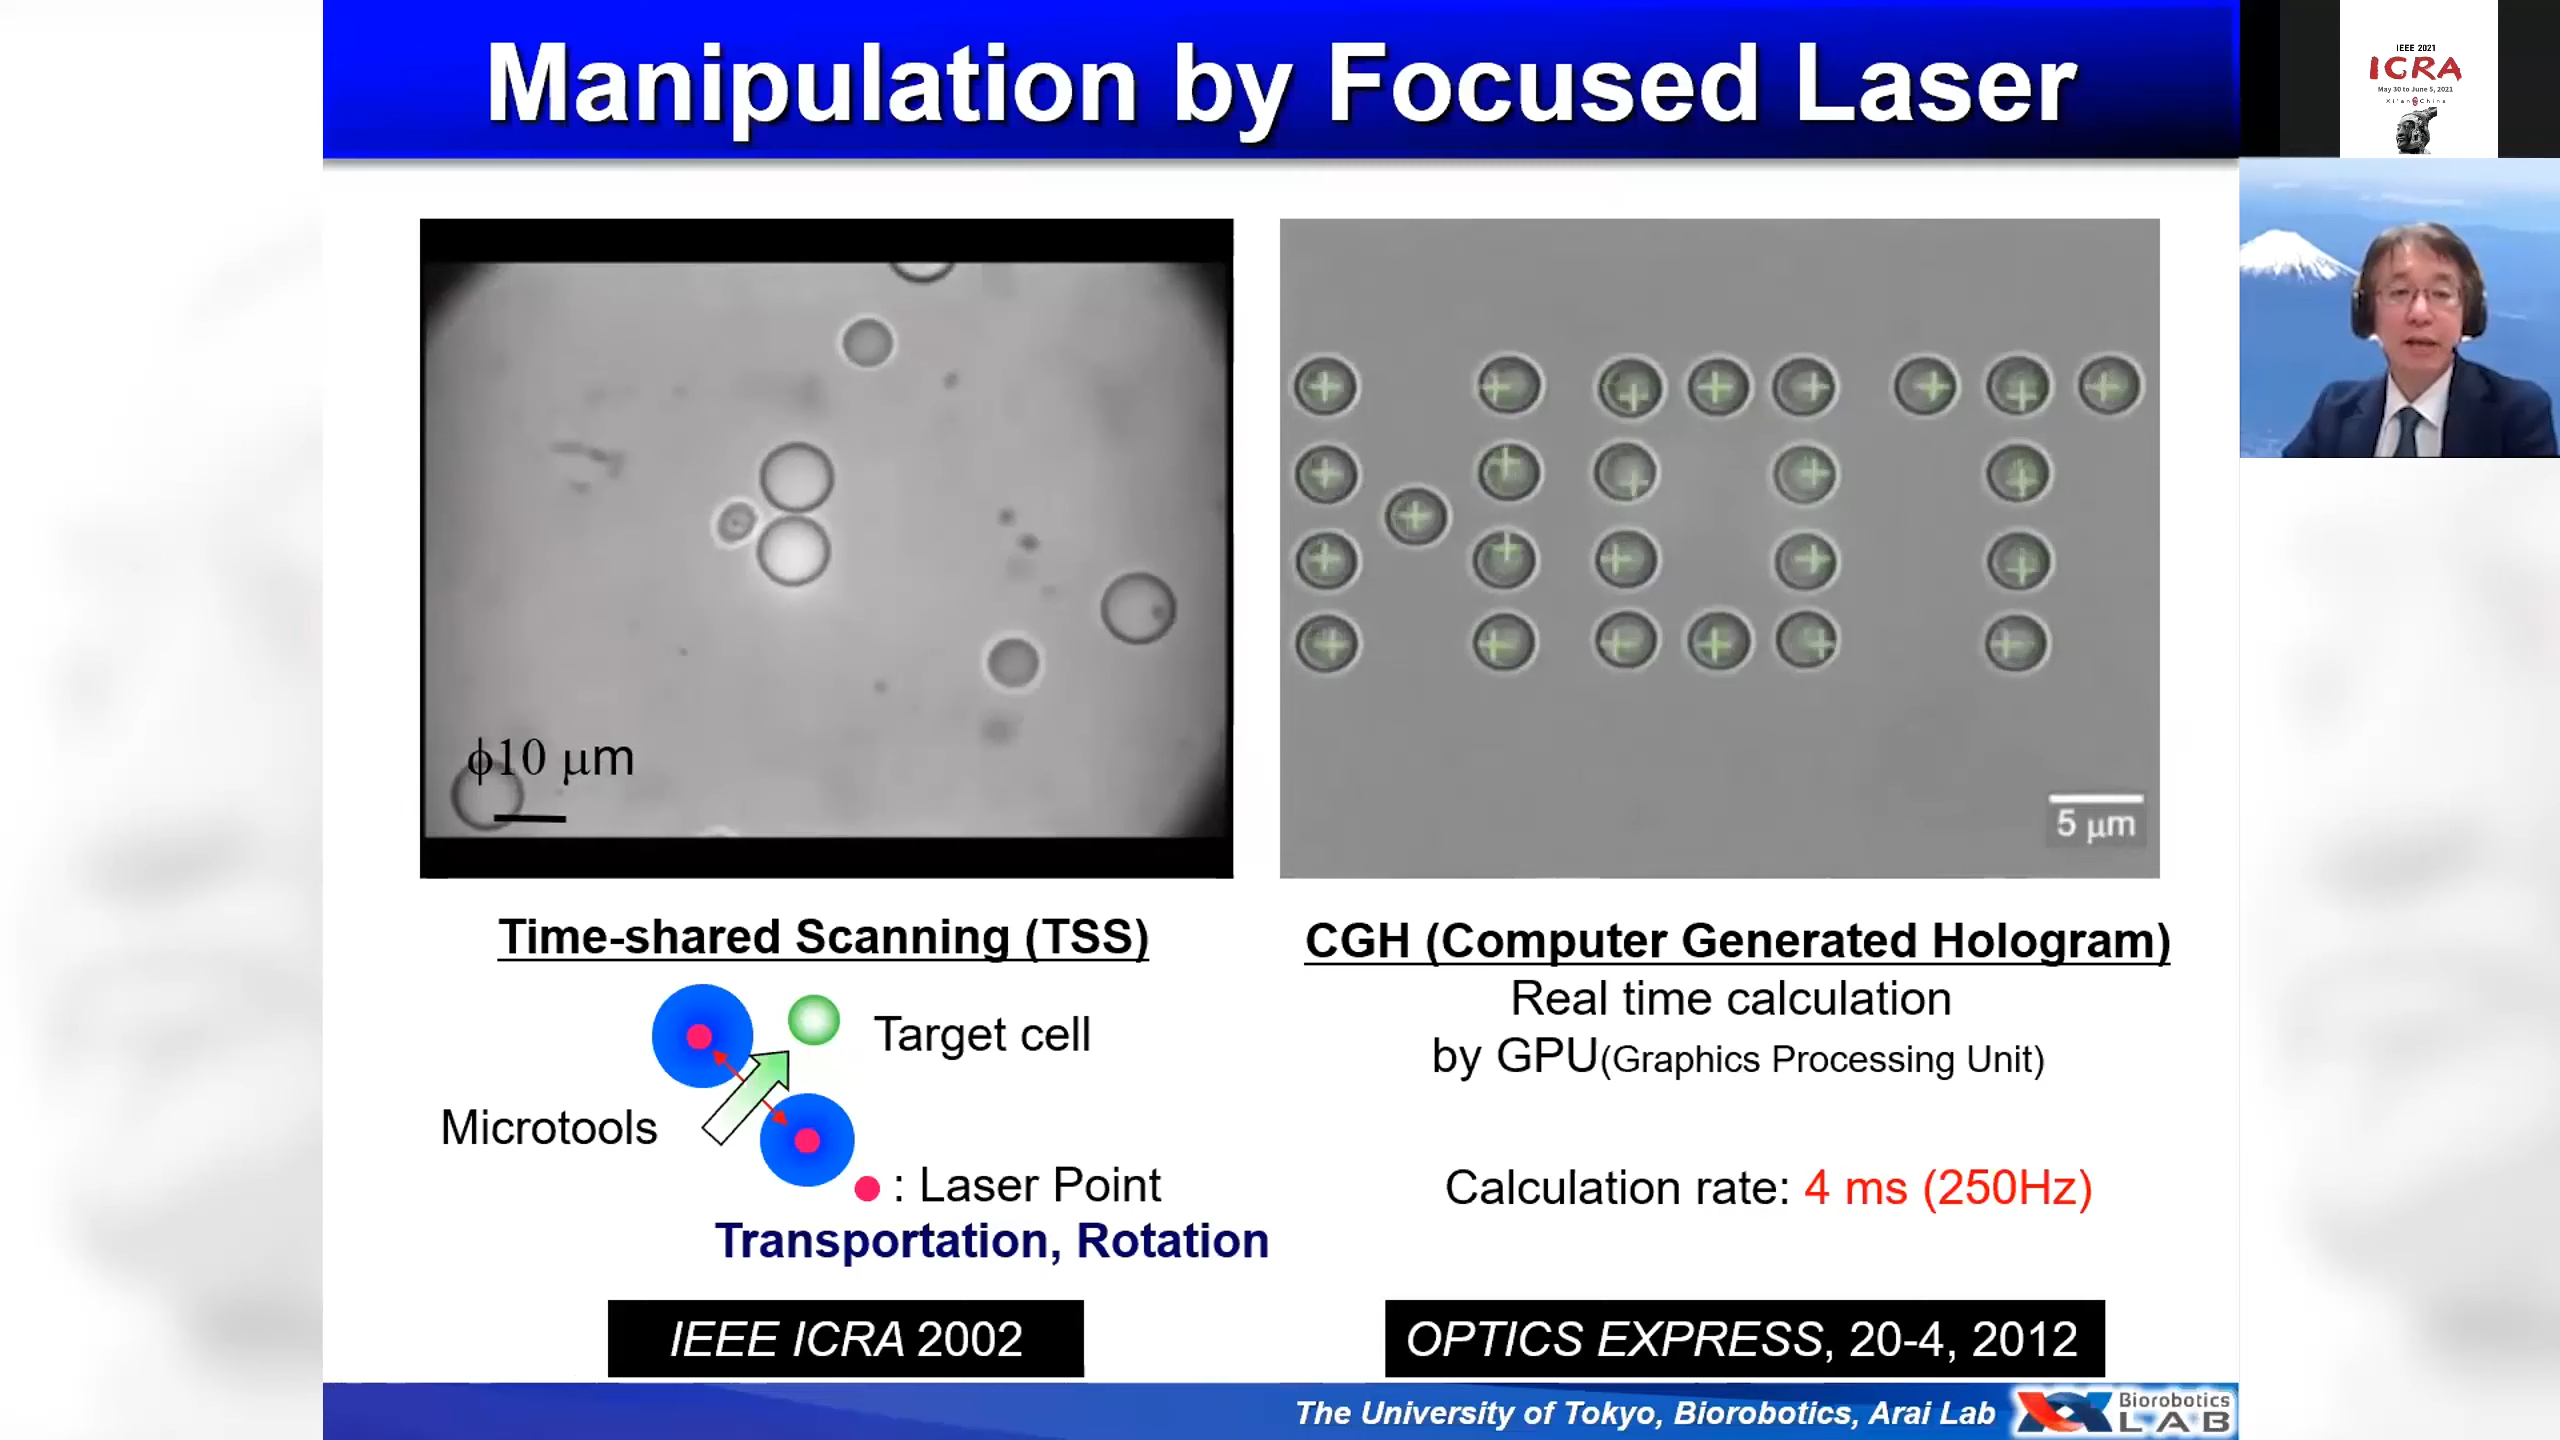 Manipulation by Focused Laser
IEEE 2021
ICRA
May 30 to June 5, 2021
Xi'an China
ϕ10 μm
5 μm
Time-shared Scanning (TSS)
Target cell
Microtools
: Laser Point
Transportation, Rotation
IEEE ICRA 2002
CGH (Computer Generated Hologram)
Real time calculation
by GPU(Graphics Processing Unit)
Calculation rate: 4 ms (250Hz)
OPTICS EXPRESS, 20-4, 2012
The University of Tokyo, Biorobotics, Arai Lab
Biorobotics
LAB